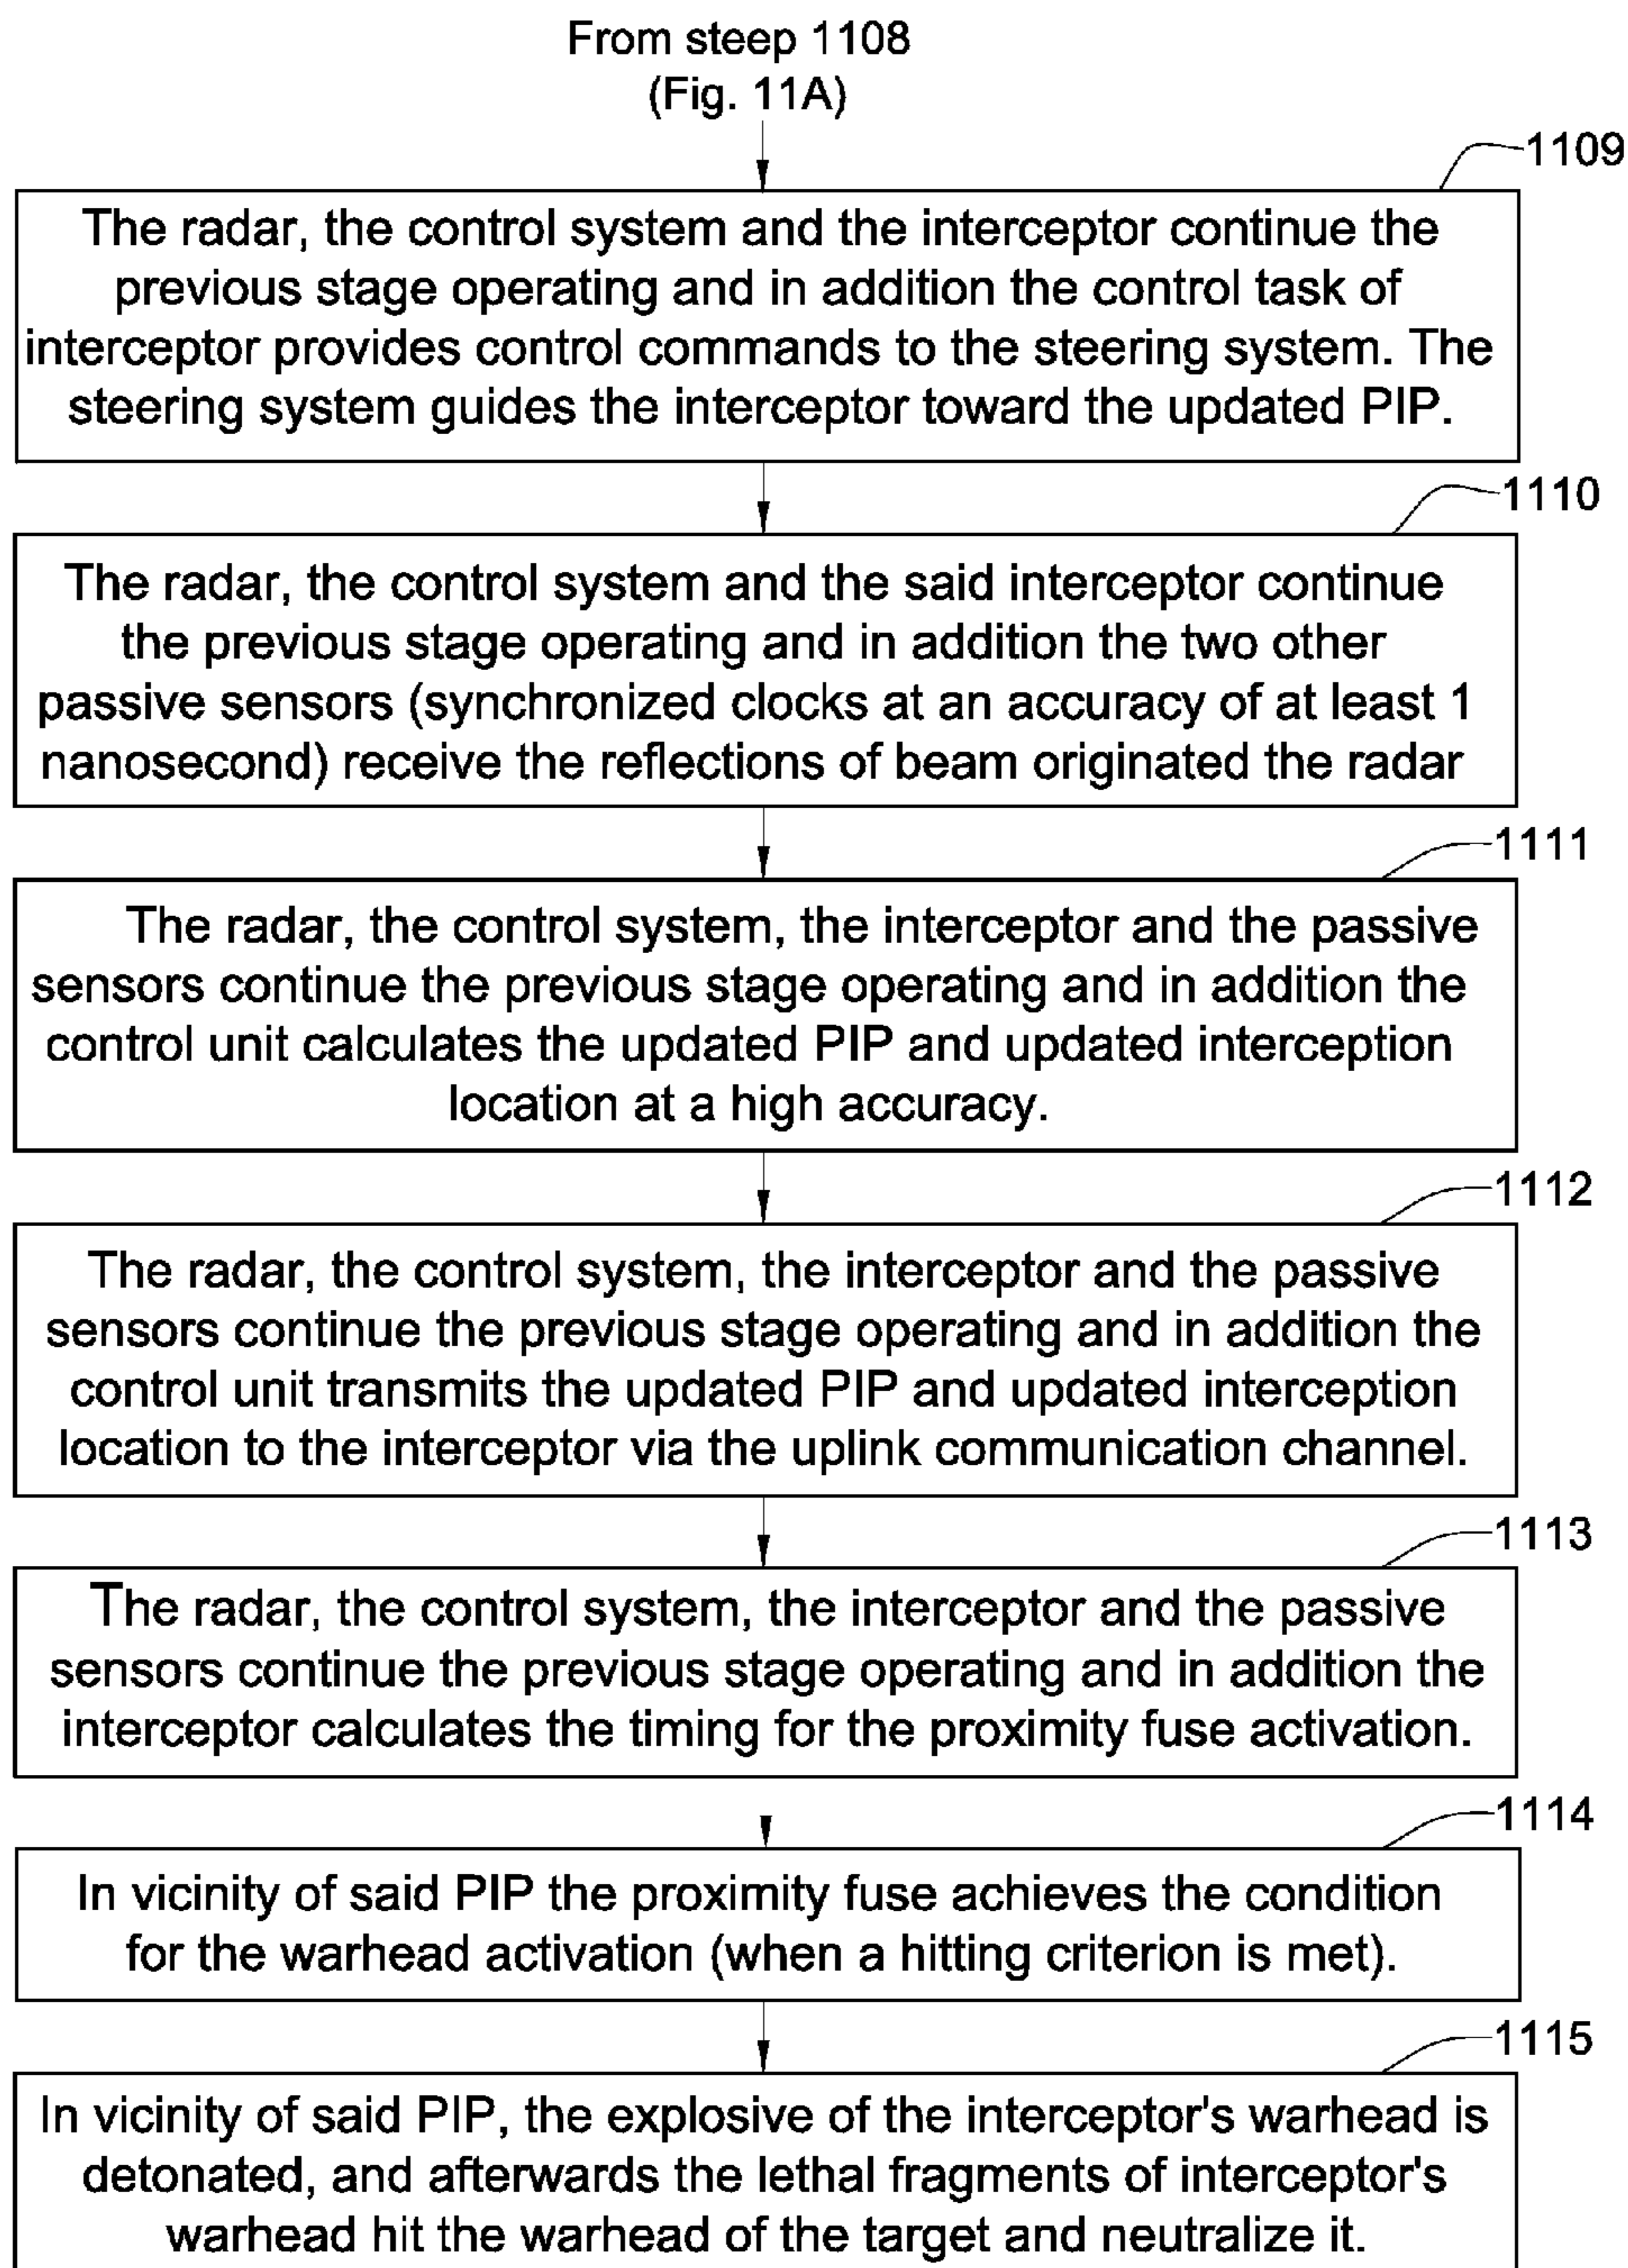 From steep 1108
(Fig. 11A)
1109
The radar, the control system and the interceptor continue the
previous stage operating and in addition the control task of
interceptor provides control commands to the steering system. The
steering system guides the interceptor toward the updated PIP.
1110
The radar, the control system and the said interceptor continue
the previous stage operating and in addition the two other
passive sensors (synchronized clocks at an accuracy of at least 1
nanosecond) receive the reflections of beam originated the radar
1111
The radar, the control system, the interceptor and the passive
sensors continue the previous stage operating and in addition the
control unit calculates the updated PIP and updated interception
location at a high accuracy.
1112
The radar, the control system, the interceptor and the passive
sensors continue the previous stage operating and in addition the
control unit transmits the updated PIP and updated interception
location to the interceptor via the uplink communication channel.
1113
The radar, the control system, the interceptor and the passive
sensors continue the previous stage operating and in addition the
interceptor calculates the timing for the proximity fuse activation.
1114
In vicinity of said PIP the proximity fuse achieves the condition
for the warhead activation (when a hitting criterion is met).
1115
In vicinity of said PIP, the explosive of the interceptor's warhead is
detonated, and afterwards the lethal fragments of interceptor's
warhead hit the warhead of the target and neutralize it.